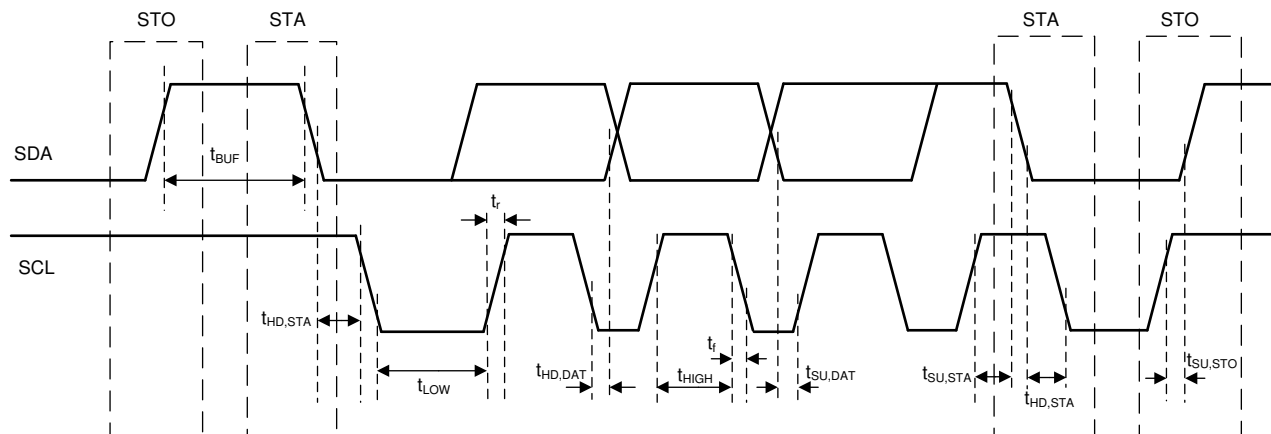 STO
STA
STA
STO
SDA
tBUF
tr
SCL
tHD,STA
tLOW
tHD,DAT
tHIGH
tf
tSU,DAT
tSU,STA
tHD,STA
tSU,STO